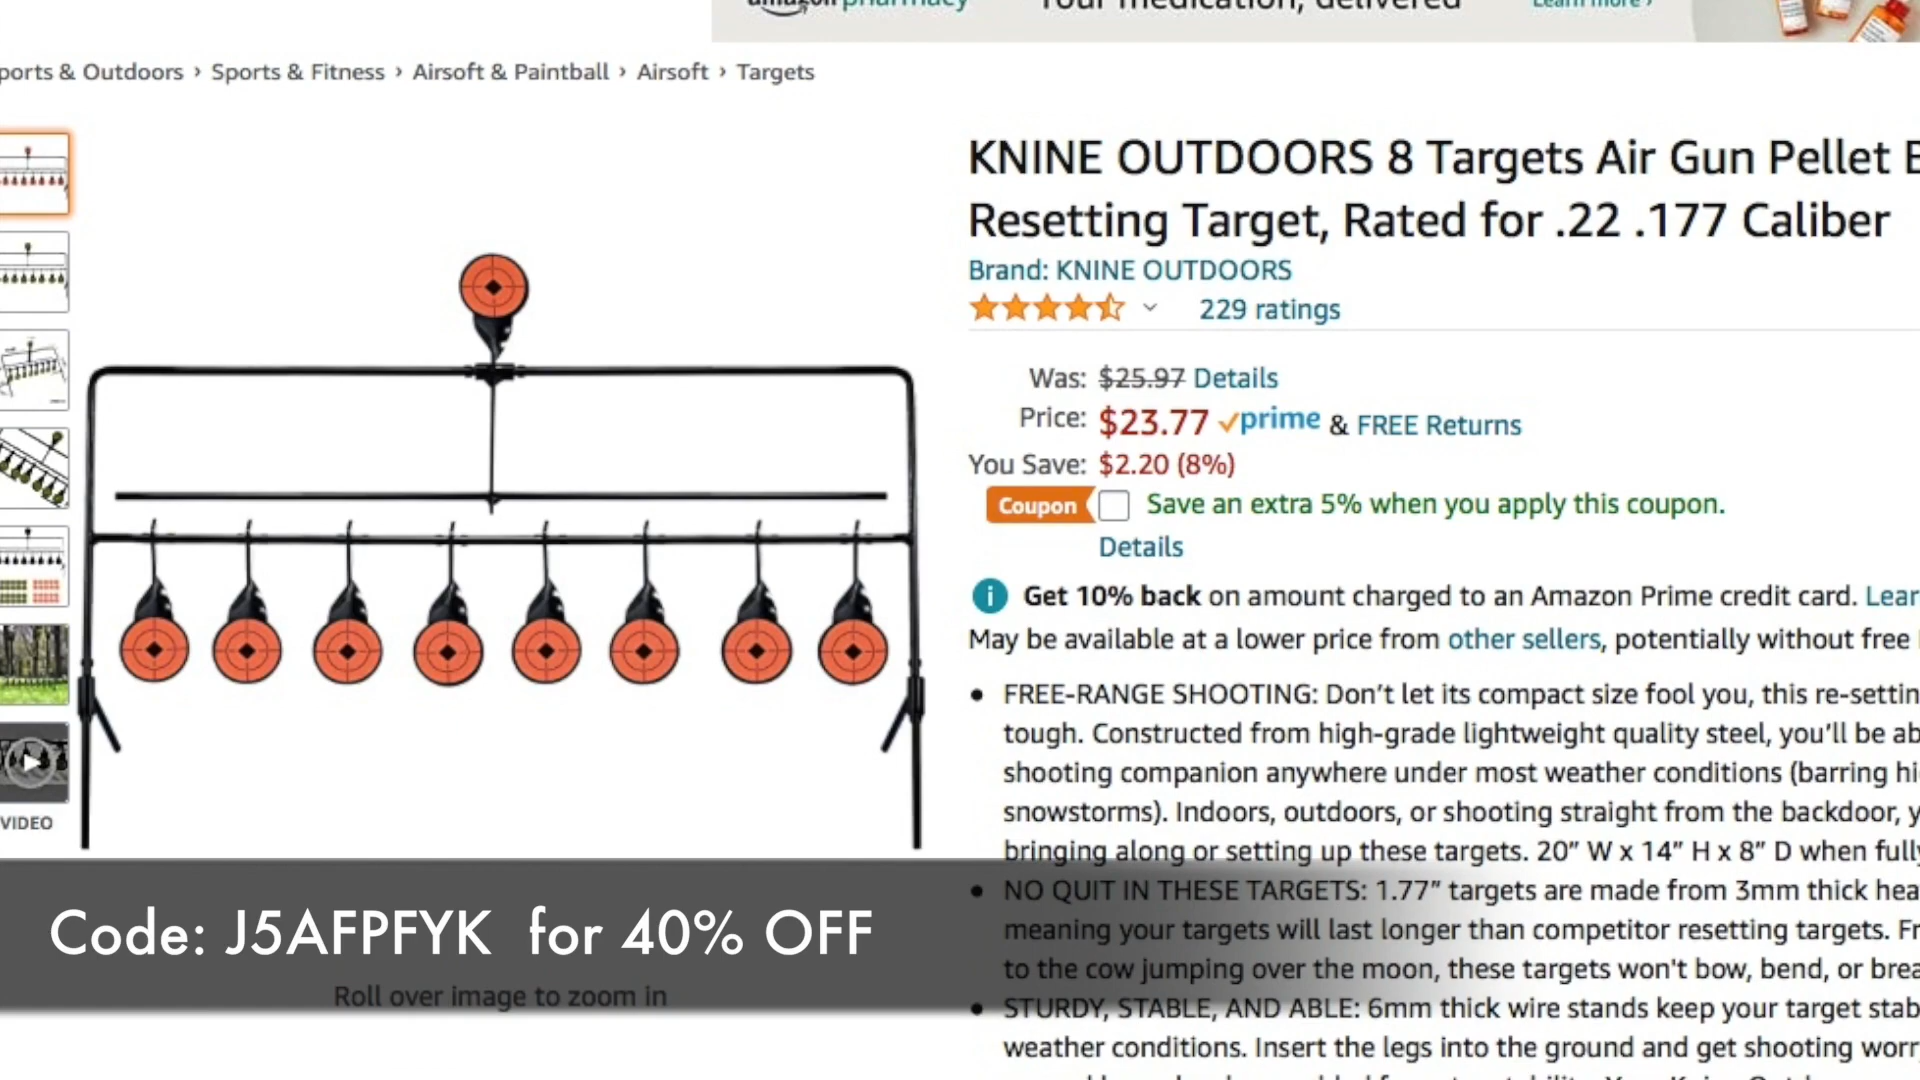 amazon pharmacy
Your medication, delivered
Learn more ›
ports & Outdoors › Sports & Fitness › Airsoft & Paintball › Airsoft › Targets
KNINE OUTDOORS 8 Targets Air Gun Pellet
Resetting Target, Rated for .22 .177 Caliber
Brand: KNINE OUTDOORS
229 ratings
Was: $25.97 Details
Price: $23.77 prime & FREE Returns
You Save: $2.20 (8%)
Coupon Save an extra 5% when you apply this coupon.
Details
i Get 10% back on amount charged to an Amazon Prime credit card. Lear
May be available at a lower price from other sellers, potentially without free
• FREE-RANGE SHOOTING: Don’t let its compact size fool you, this re-settin
tough. Constructed from high-grade lightweight quality steel, you’ll be ab
shooting companion anywhere under most weather conditions (barring hi
snowstorms). Indoors, outdoors, or shooting straight from the backdoor, y
bringing along or setting up these targets. 20” W x 14” H x 8” D when fully
• NO QUIT IN THESE TARGETS: 1.77” targets are made from 3mm thick hea
meaning your targets will last longer than competitor resetting targets. Fr
to the cow jumping over the moon, these targets won't bow, bend, or brea
• STURDY, STABLE, AND ABLE: 6mm thick wire stands keep your target stab
weather conditions. Insert the legs into the ground and get shooting worr
VIDEO
Code: J5AFPFYK for 40% OFF
Roll over image to zoom in